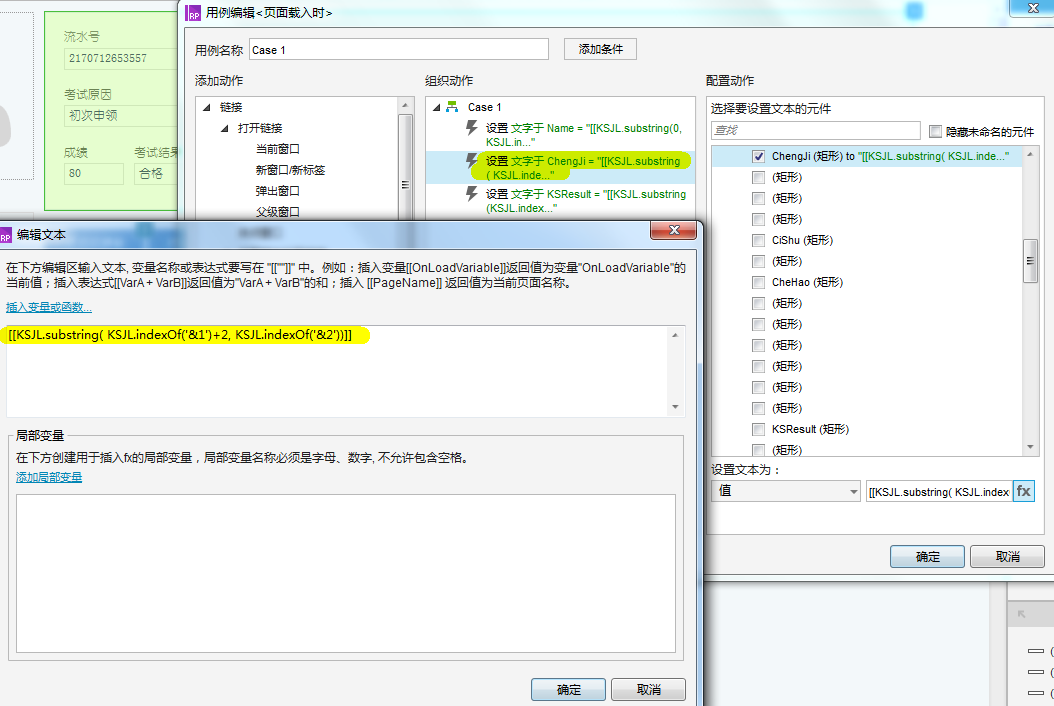 用例编辑<页面载入时>
流水号
2170712653557
考试原因
初次申领
成绩
考试结果
80
合格
用例名称
Case 1
添加条件
添加动作
组织动作
配置动作
链接
打开链接
当前窗口
新窗口/新标签
弹出窗口
父级窗口
Case 1
设置 文字于 Name = "[[KSJL.substring(0,
KSJL.in..."
设置 文字于 ChengJi = "[[KSJL.substring
( KSJL.inde..."
设置 文字于 KSResult = "[[KSJL.substring
(KSJL.index..."
选择要设置文本的元件
查找
隐藏未命名的元件
ChengJi (矩形) to "[[KSJL.substring( KSJL.inde..."
(矩形)
(矩形)
(矩形)
CiShu (矩形)
(矩形)
CheHao (矩形)
(矩形)
(矩形)
(矩形)
(矩形)
(矩形)
(矩形)
KSResult (矩形)
(矩形)
设置文本为：
值
[[KSJL.substring( KSJL.index
fx
确定
取消
编辑文本
在下方编辑区输入文本, 变量名称或表达式要写在 "[[""]]" 中。例如：插入变量[[OnLoadVariable]]返回值为变量"OnLoadVariable"的
当前值；插入表达式[[VarA + VarB]]返回值为"VarA + VarB"的和；插入 [[PageName]] 返回值为当前页面名称。
插入变量或函数...
[[KSJL.substring( KSJL.indexOf('&1')+2, KSJL.indexOf('&2'))]]
局部变量
在下方创建用于插入fx的局部变量，局部变量名称必须是字母、数字, 不允许包含空格。
添加局部变量
确定
取消